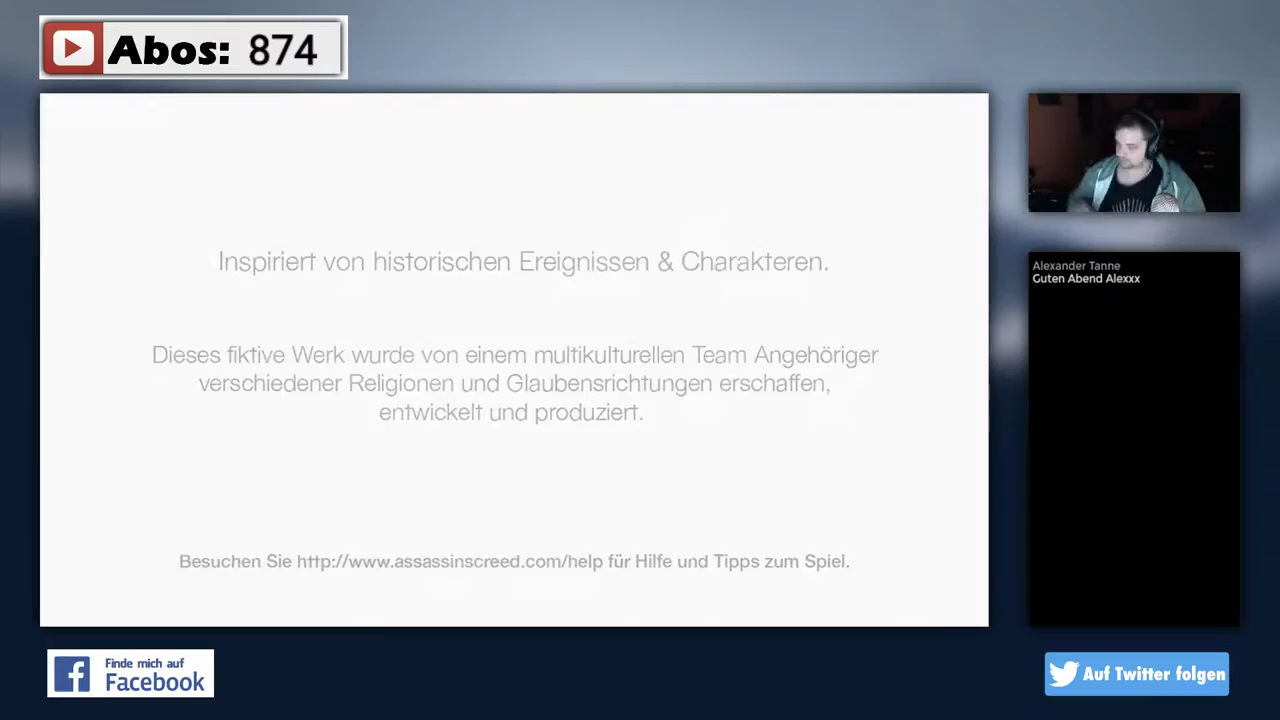 Abos: 874
Inspiriert von historischen Ereignissen & Charakteren.
Dieses fiktive Werk wurde von einem multikulturellen Team Angehöriger
verschiedener Religionen und Glaubensrichtungen erschaffen,
entwickelt und produziert.
Besuchen Sie http://www.assassinscreed.com/help für Hilfe und Tipps zum Spiel.
Alexander Tanne
Guten Abend Alexxx
Finde mich auf
Facebook
Auf Twitter folgen